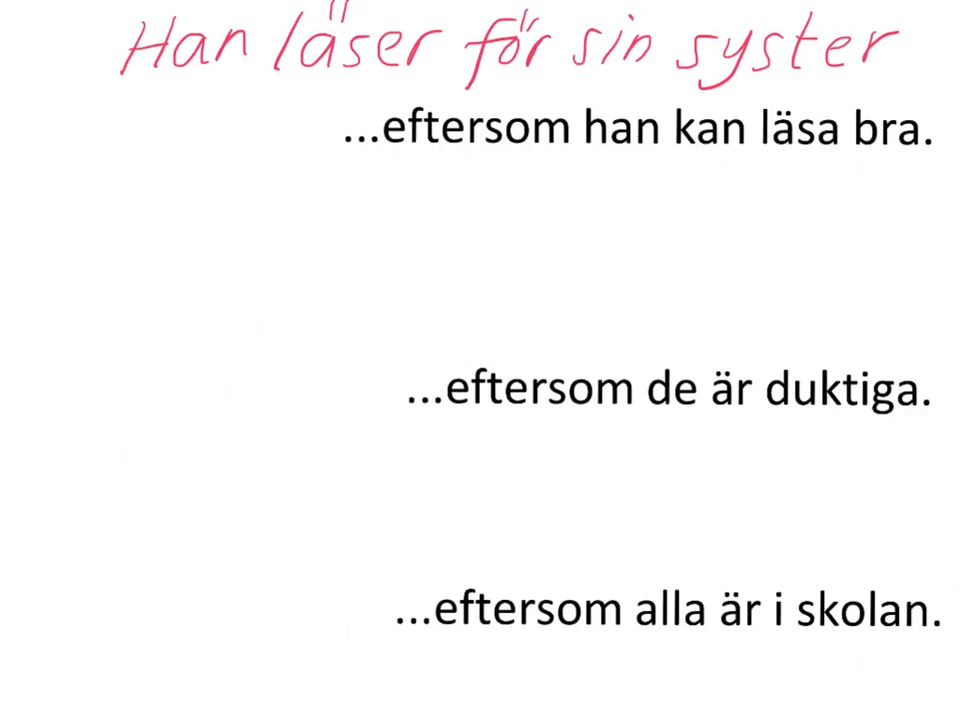 Han läser för sin syster
...eftersom han kan läsa bra.
...eftersom de är duktiga.
...eftersom alla är i skolan.